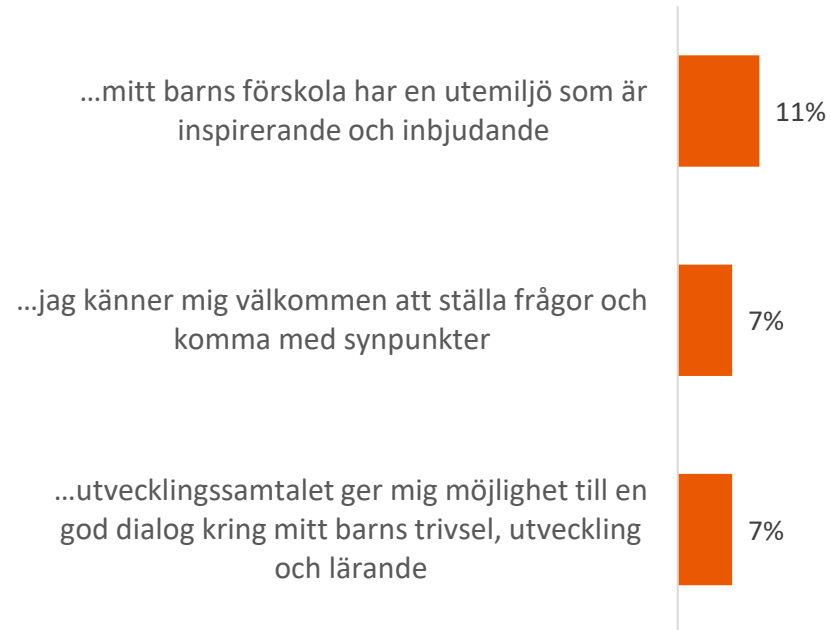 ...mitt barns förskola har en utemiljö som är
inspirerande och inbjudande
11%
...jag känner mig välkommen att ställa frågor och
komma med synpunkter
7%
...utvecklingssamtalet ger mig möjlighet till en
god dialog kring mitt barns trivsel, utveckling
och lärande
7%